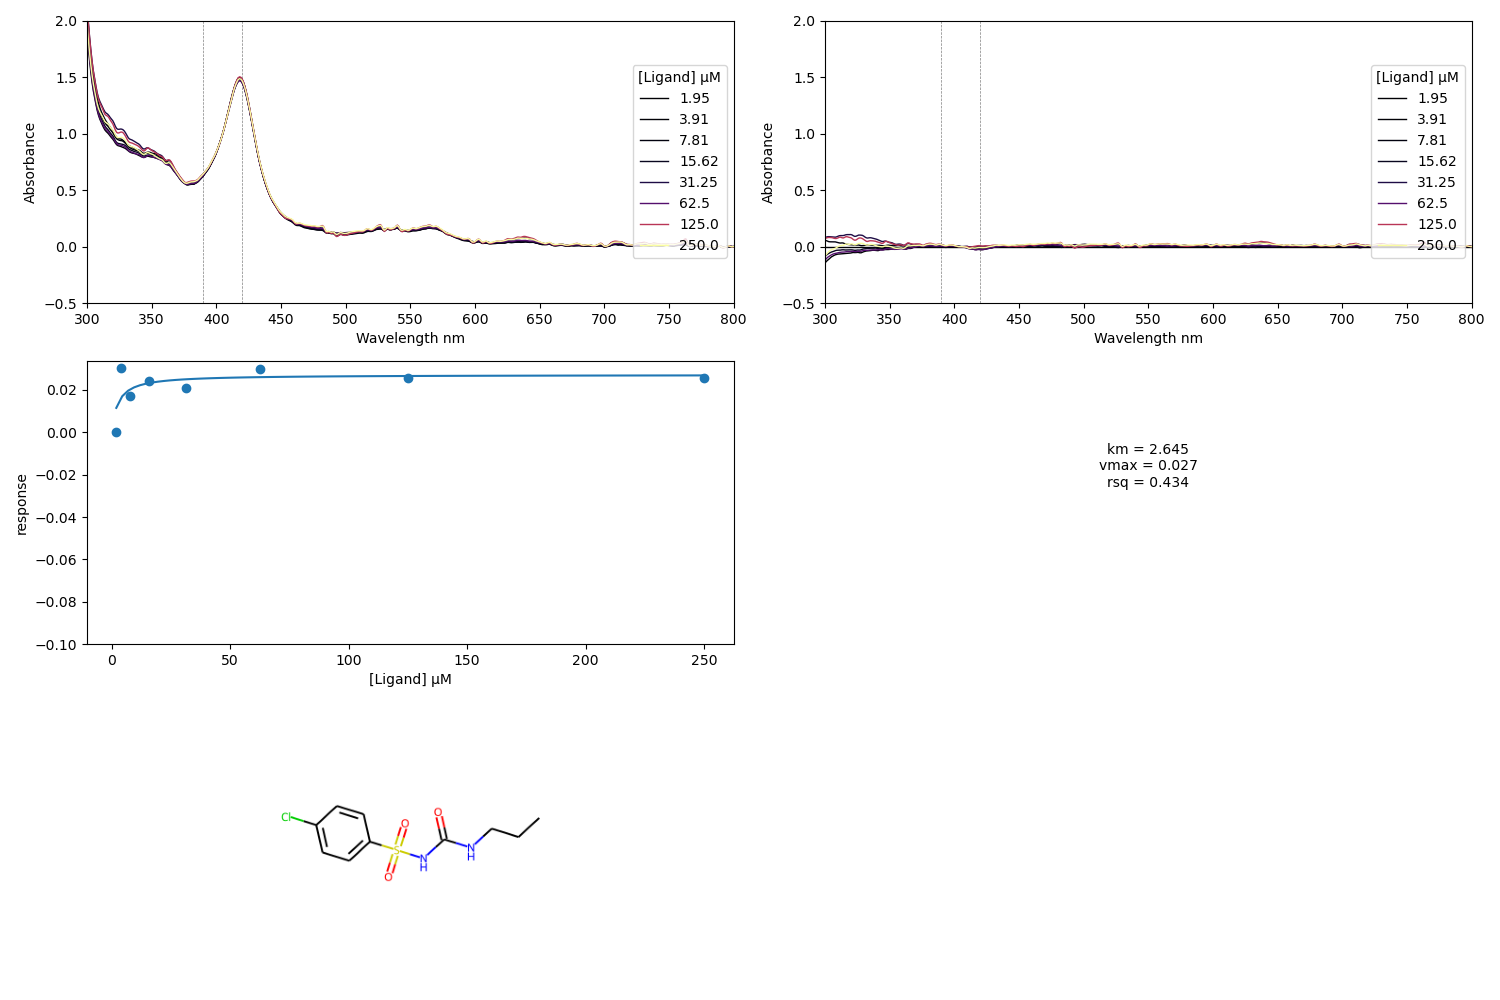 2.0
1.5
1.0
0.5
0.0
−0.5
Absorbance
300 350 400 450 500 550 600 650 700 750 800
Wavelength nm
[Ligand] µM
1.95
3.91
7.81
15.62
31.25
62.5
125.0
250.0
2.0
1.5
1.0
0.5
0.0
−0.5
Absorbance
300 350 400 450 500 550 600 650 700 750 800
Wavelength nm
[Ligand] µM
1.95
3.91
7.81
15.62
31.25
62.5
125.0
250.0
0.02
0.00
−0.02
−0.04
−0.06
−0.08
−0.10
response
0 50 100 150 200 250
[Ligand] µM
km = 2.645
vmax = 0.027
rsq = 0.434
Cl
O
S
O
N
H
O
N
H